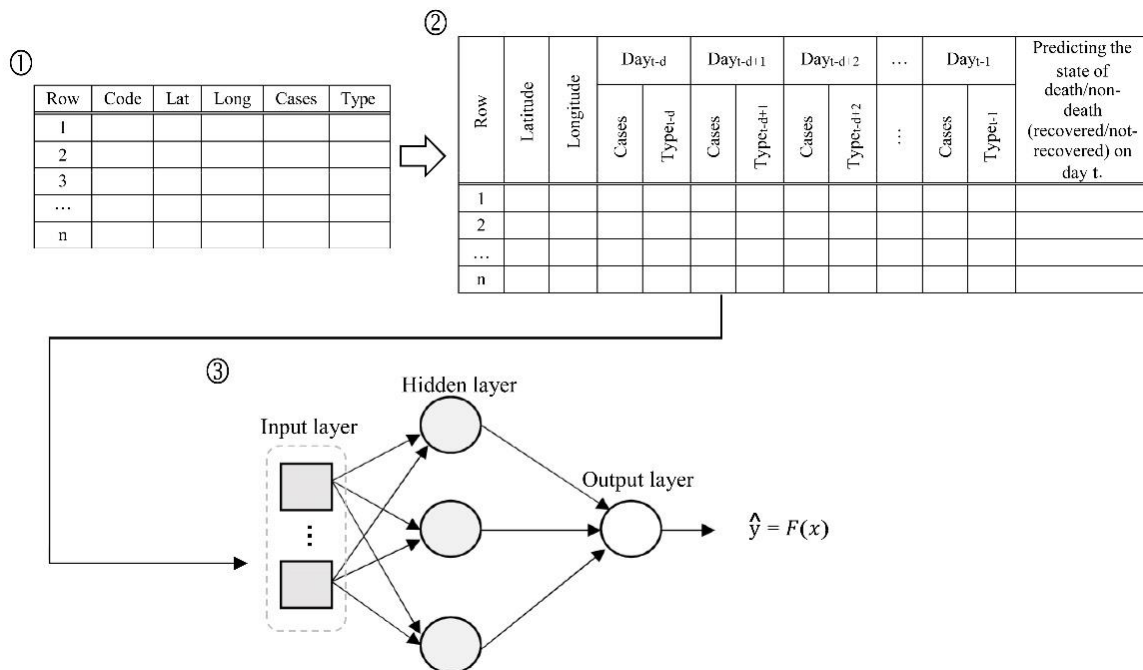 ①
Row Code Lat Long Cases Type
1
2
3
...
n
②
Row
Latitude
Longitude
Dayt-d Dayt-d+1 Dayt-d+2 ... Dayt-1
Cases
Typet-d
Cases
Typet-d+1
Cases
Typet-d+2
...
Cases
Typet-1
Predicting the
state of
death/non-
death
(recovered/not-
recovered) on
day t.
1
2
...
n
③
Hidden layer
Input layer
Output layer
ŷ = F(x)